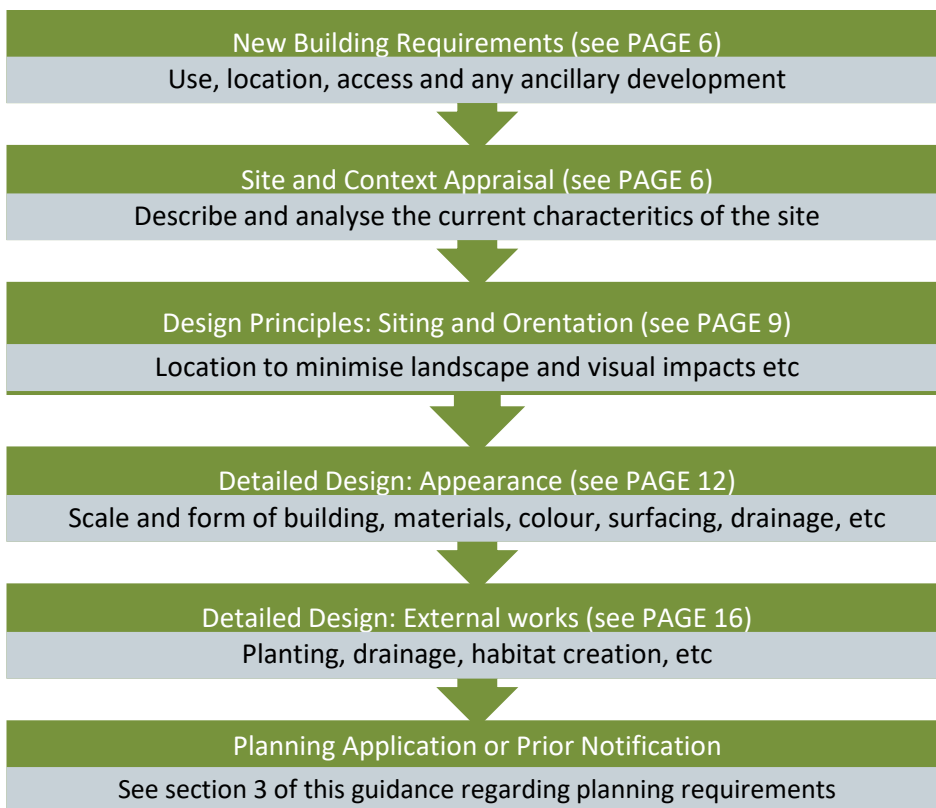 New Building Requirements (see PAGE 6)
Use, location, access and any ancillary development
Site and Context Appraisal (see PAGE 6)
Describe and analyse the current characteritics of the site
Design Principles: Siting and Orentation (see PAGE 9)
Location to minimise landscape and visual impacts etc
Detailed Design: Appearance (see PAGE 12)
Scale and form of building, materials, colour, surfacing, drainage, etc
Detailed Design: External works (see PAGE 16)
Planting, drainage, habitat creation, etc
Planning Application or Prior Notification
See section 3 of this guidance regarding planning requirements